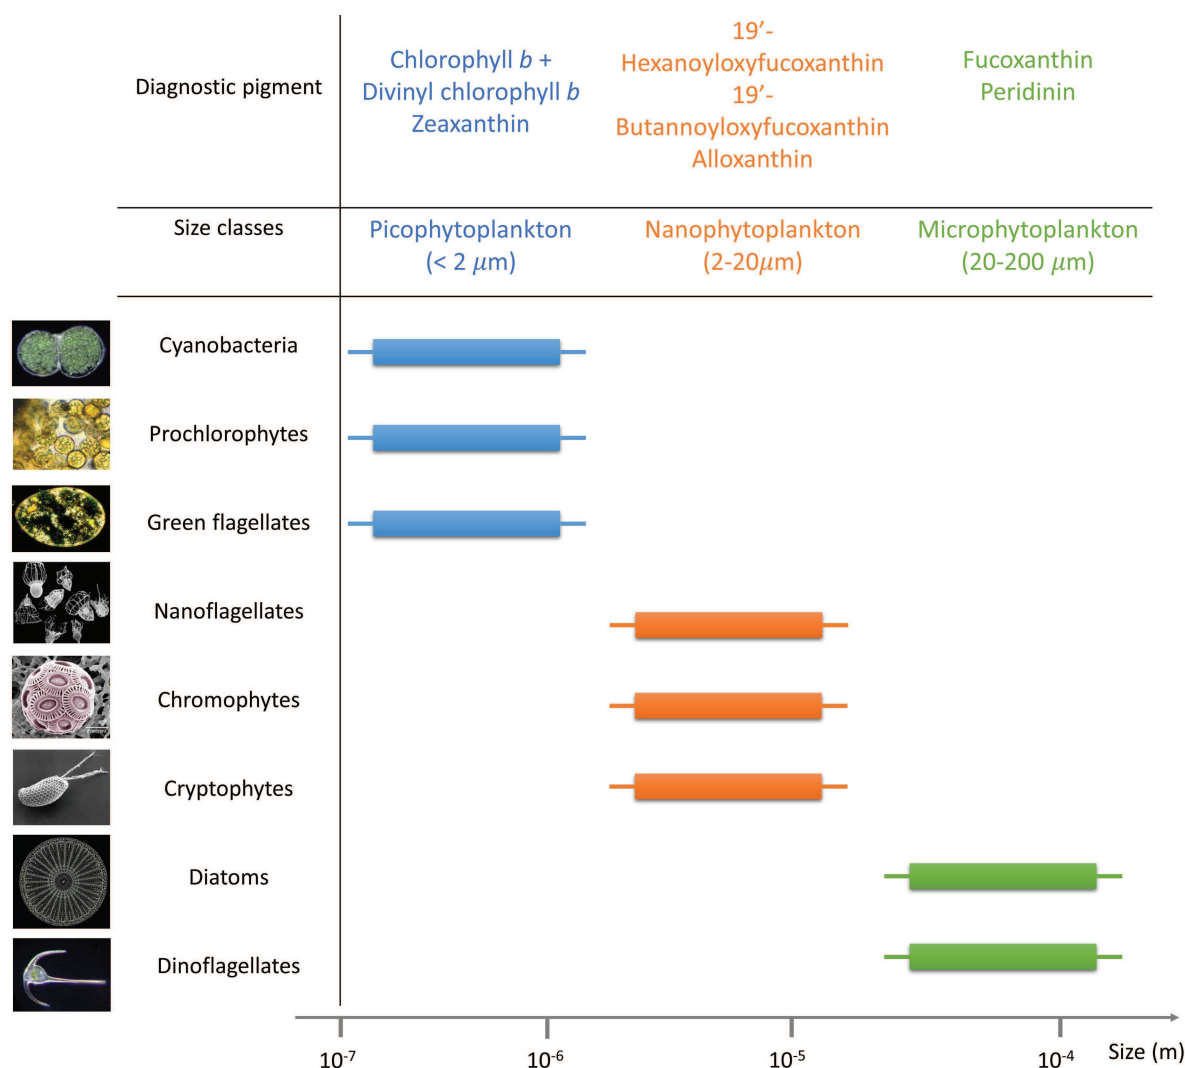 Diagnostic pigment
Chlorophyll b +
Divinyl chlorophyll b
Zeaxanthin
19’-
Hexanoyloxyfucoxanthin
19’-
Butannoyloxyfucoxanthin
Alloxanthin
Fucoxanthin
Peridinin
Size classes
Picophytoplankton
(< 2 μm)
Nanophytoplankton
(2-20μm)
Microphytoplankton
(20-200 μm)
Cyanobacteria
Prochlorophytes
Green flagellates
Nanoflagellates
Chromophytes
Cryptophytes
Diatoms
Dinoflagellates
10-7
10-6
10-5
10-4
Size (m)